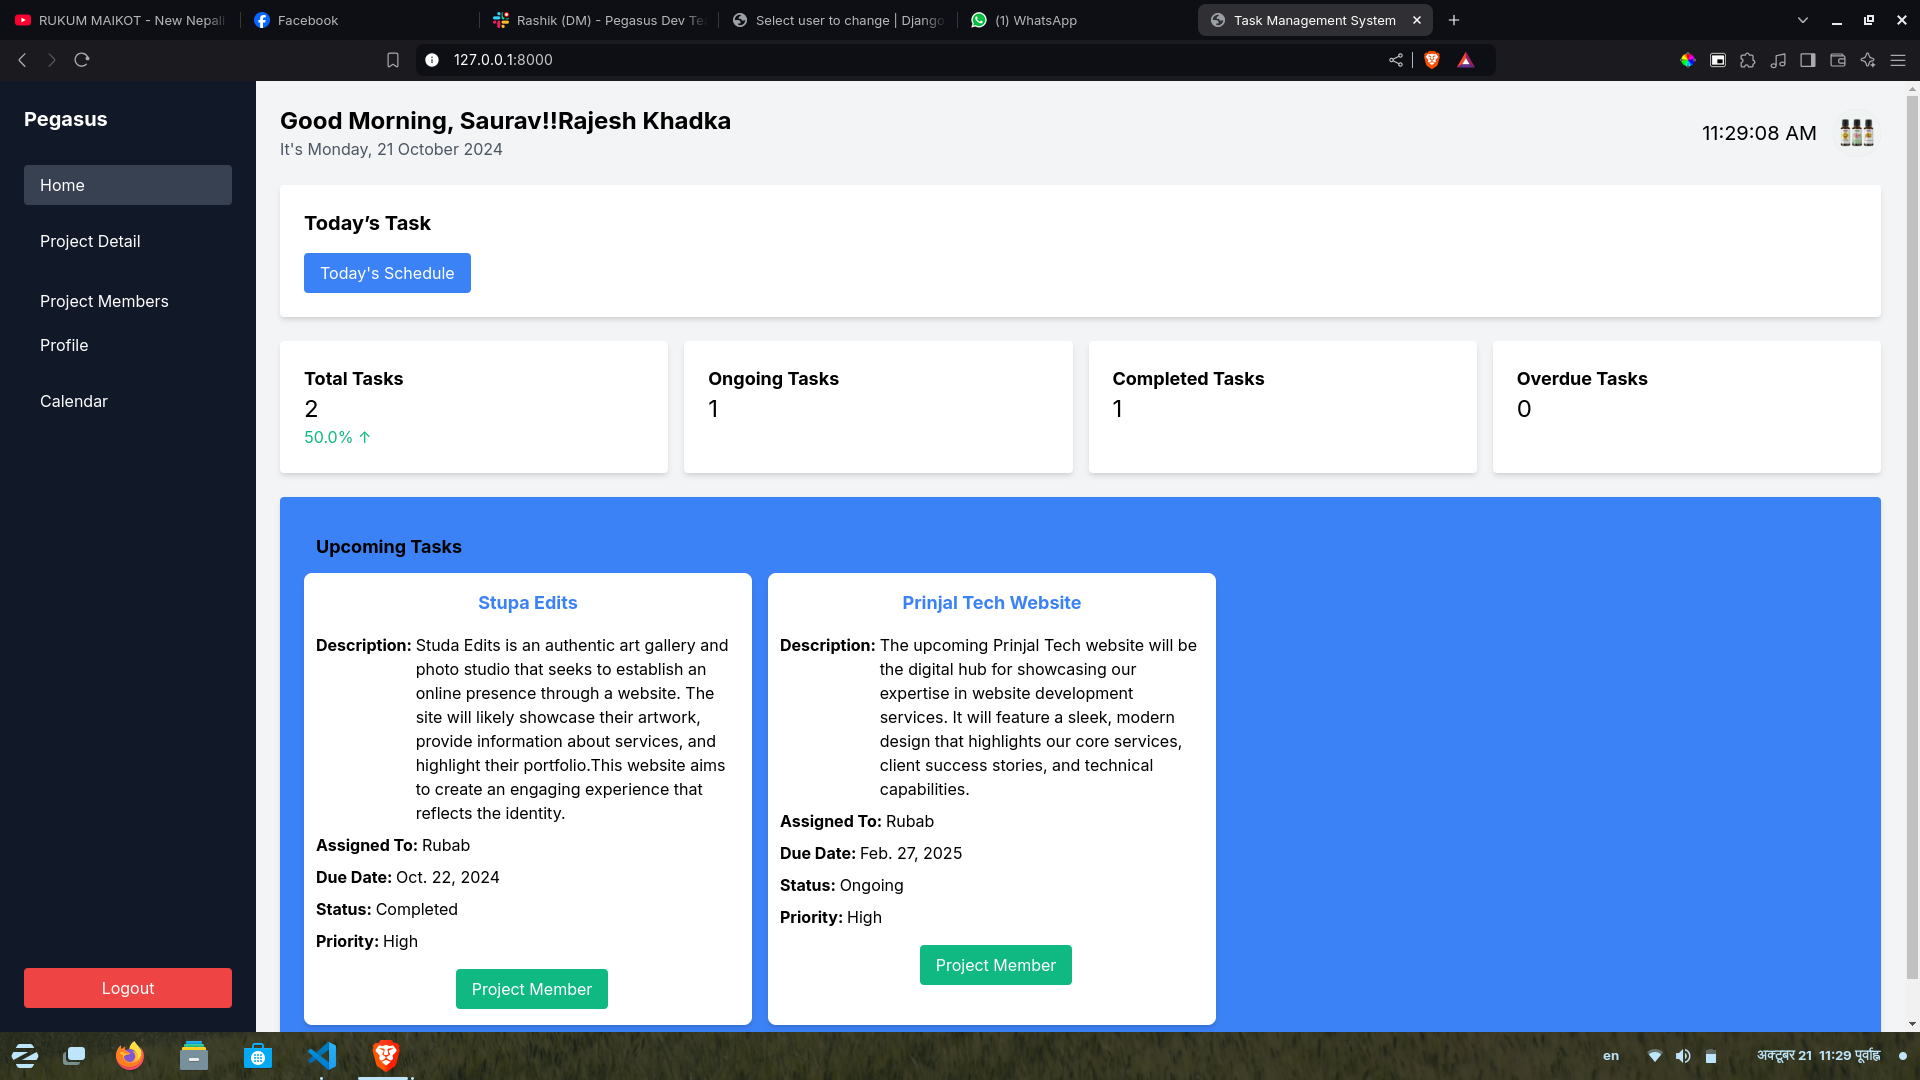 RUKUM MAIKOT - New Nepali
Facebook
Rashik (DM) - Pegasus Dev Te
Select user to change | Django
(1) WhatsApp
Task Management System
127.0.0.1:8000
Pegasus
Home
Project Detail
Project Members
Profile
Calendar
Logout
Good Morning, Saurav!!Rajesh Khadka
It's Monday, 21 October 2024
11:29:08 AM
Today’s Task
Today's Schedule
Total Tasks
2
50.0% ↑
Ongoing Tasks
1
Completed Tasks
1
Overdue Tasks
0
Upcoming Tasks
Stupa Edits
Description: Studa Edits is an authentic art gallery and
photo studio that seeks to establish an
online presence through a website. The
site will likely showcase their artwork,
provide information about services, and
highlight their portfolio.This website aims
to create an engaging experience that
reflects the identity.
Assigned To: Rubab
Due Date: Oct. 22, 2024
Status: Completed
Priority: High
Project Member
Prinjal Tech Website
Description: The upcoming Prinjal Tech website will be
the digital hub for showcasing our
expertise in website development
services. It will feature a sleek, modern
design that highlights our core services,
client success stories, and technical
capabilities.
Assigned To: Rubab
Due Date: Feb. 27, 2025
Status: Ongoing
Priority: High
Project Member
en
अक्टूबर 21 11:29 पूर्वाह्न